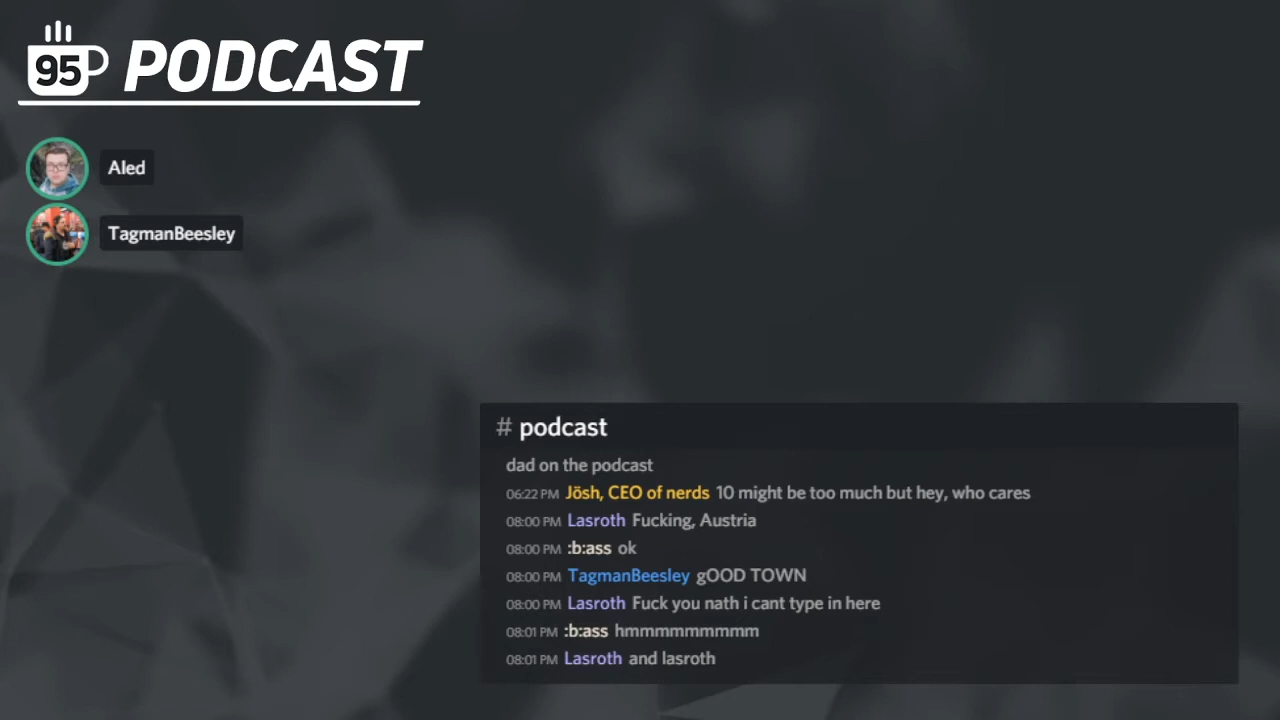 95 PODCAST
Aled
TagmanBeesley
# podcast
dad on the podcast
06:22 PM Jösh, CEO of nerds 10 might be too much but hey, who cares
08:00 PM Lasroth Fucking, Austria
08:00 PM :b:ass ok
08:00 PM TagmanBeesley gOOD TOWN
08:00 PM Lasroth Fuck you nath i cant type in here
08:01 PM :b:ass hmmmmmmmmmm
08:01 PM Lasroth and lasroth